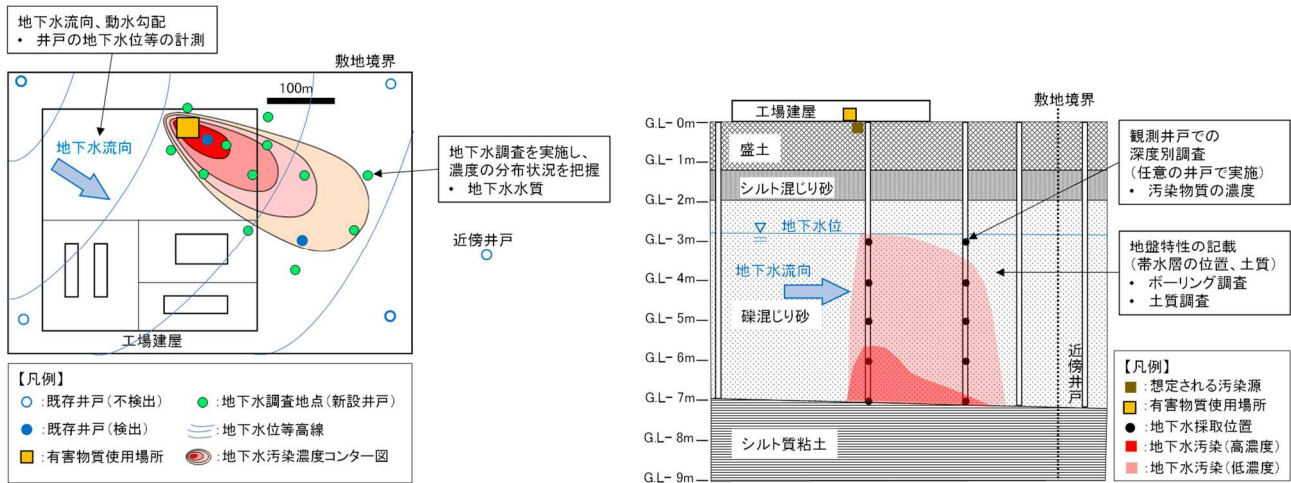 地下水流向、動水勾配
• 井戸の地下水位等の計測
敷地境界
100m
地下水流向
地下水調査を実施し、
濃度の分布状況を把握
• 地下水水質
近傍井戸
工場建屋
【凡例】
:既存井戸(不検出)
:地下水調査地点(新設井戸)
:既存井戸(検出)
:地下水位等高線
:有害物質使用場所
:地下水汚染濃度コンター図
敷地境界
工場建屋
G.L-0m
盛土
G.L-1m
シルト混じり砂
G.L-2m
地下水位
G.L-3m
地下水流向
G.L-4m
礫混じり砂
G.L-5m
G.L-6m
近傍井戸
G.L-7m
シルト質粘土
G.L-8m
G.L-9m
観測井戸での
深度別調査
(任意の井戸で実施)
• 汚染物質の濃度
地盤特性の記載
(帯水層の位置、土質)
• ボーリング調査
• 土質調査
【凡例】
:想定される汚染源
:有害物質使用場所
:地下水採取位置
:地下水汚染(高濃度)
:地下水汚染(低濃度)